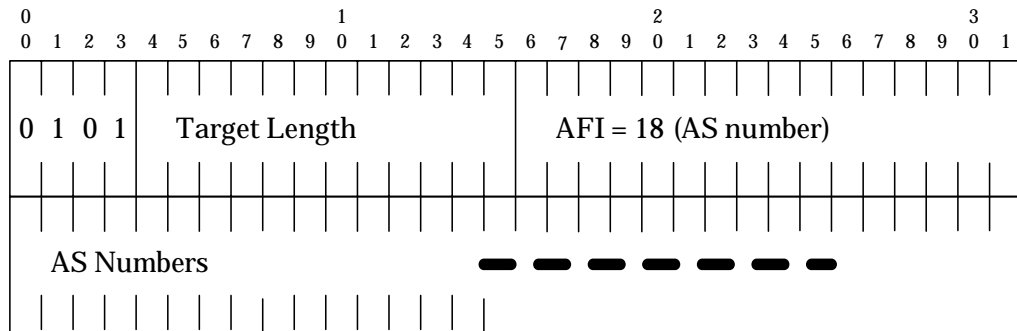 0 1 2 3
0 1 2 3 4 5 6 7 8 9 0 1 2 3 4 5 6 7 8 9 0 1 2 3 4 5 6 7 8 9 0 1
0 1 0 1 Target Length AFI = 18 (AS number)
AS Numbers